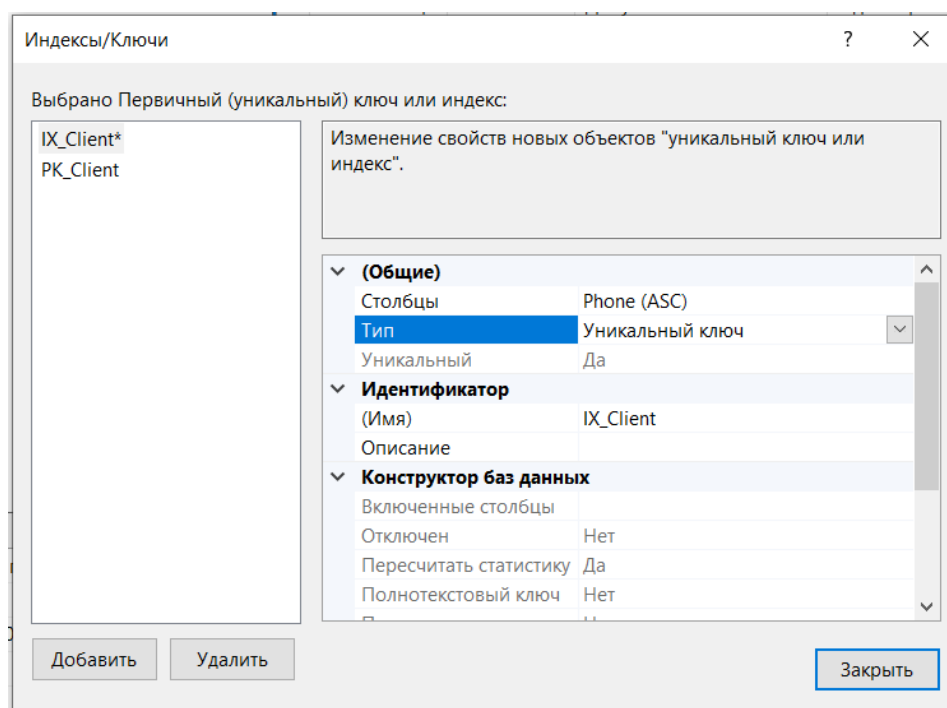 Индексы/Ключи ?
Выбрано Первичный (уникальный) ключ или индекс:
IX_Client*
PK_Client
Изменение свойств новых объектов "уникальный ключ или
индекс".
(Общие)
Столбцы Phone (ASC)
Тип Уникальный ключ
Уникальный Да
Идентификатор
(Имя) IX_Client
Описание
Конструктор баз данных
Включенные столбцы
Отключен Нет
Пересчитать статистику Да
Полнотекстовый ключ Нет
Добавить Удалить
Закрыть